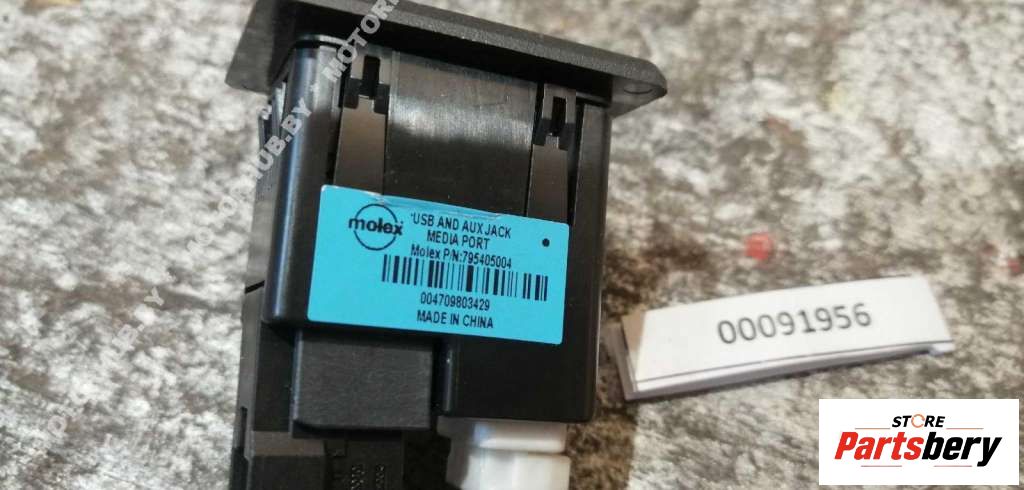 molex
USB AND AUX JACK
MEDIA PORT
Molex P/N:795405004
004709803429
MADE IN CHINA
00091956
STORE
Partsbery